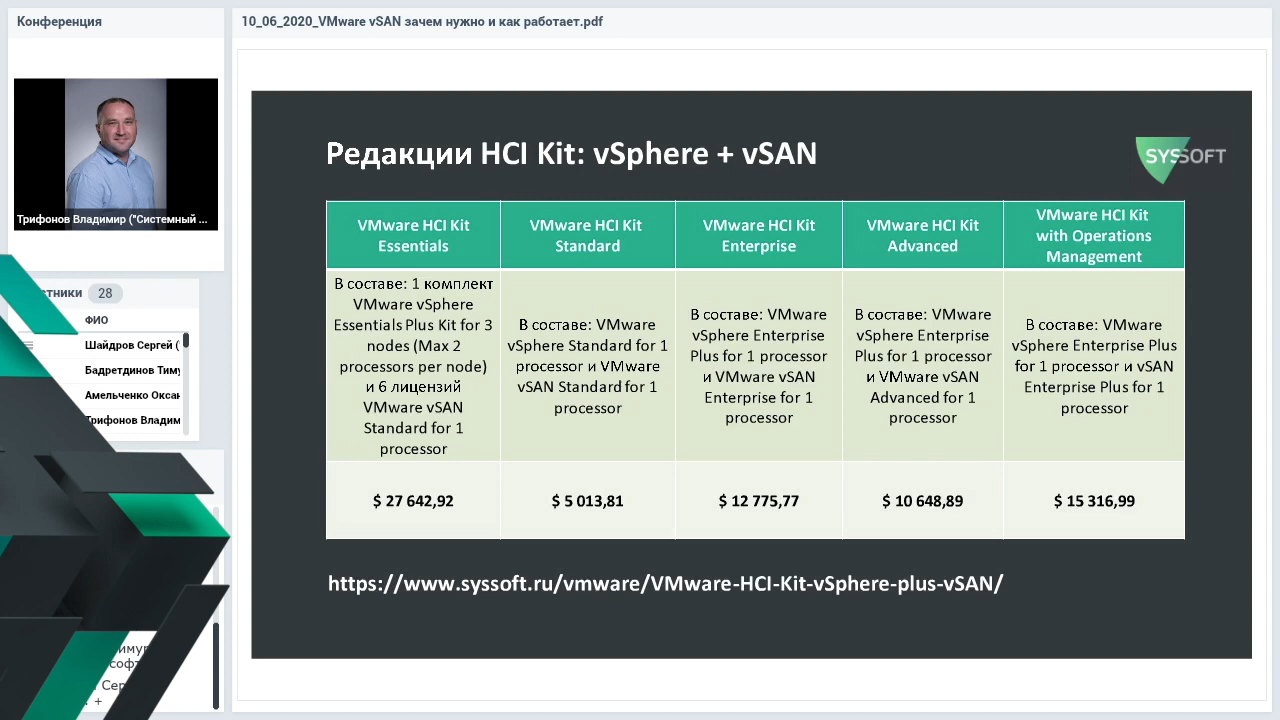 Конференция
10_06_2020_VMware vSAN зачем нужно и как работает.pdf
Трифонов Владимир ("Системный ...
стники 28
ФИО
Шайдров Сергей (
Бадретдинов Тиму
Амельченко Оксан
Трифонов Владим
Редакции HCI Kit: vSphere + vSAN
SYSSOFT
VMware HCI Kit
Essentials
VMware HCI Kit
Standard
VMware HCI Kit
Enterprise
VMware HCI Kit
Advanced
VMware HCI Kit
with Operations
Management
В составе: 1 комплект
VMware vSphere
Essentials Plus Kit for 3
nodes (Max 2
processors per node)
и 6 лицензий
VMware vSAN
Standard for 1
processor
В составе: VMware
vSphere Standard for 1
processor и VMware
vSAN Standard for 1
processor
В составе: VMware
vSphere Enterprise
Plus for 1 processor
и VMware vSAN
Enterprise for 1
processor
В составе: VMware
vSphere Enterprise
Plus for 1 processor
и VMware vSAN
Advanced for 1
processor
В составе: VMware
vSphere Enterprise Plus
for 1 processor и vSAN
Enterprise Plus for 1
processor
$ 27 642,92
$ 5 013,81
$ 12 775,77
$ 10 648,89
$ 15 316,99
https://www.syssoft.ru/vmware/VMware-HCI-Kit-vSphere-plus-vSAN/